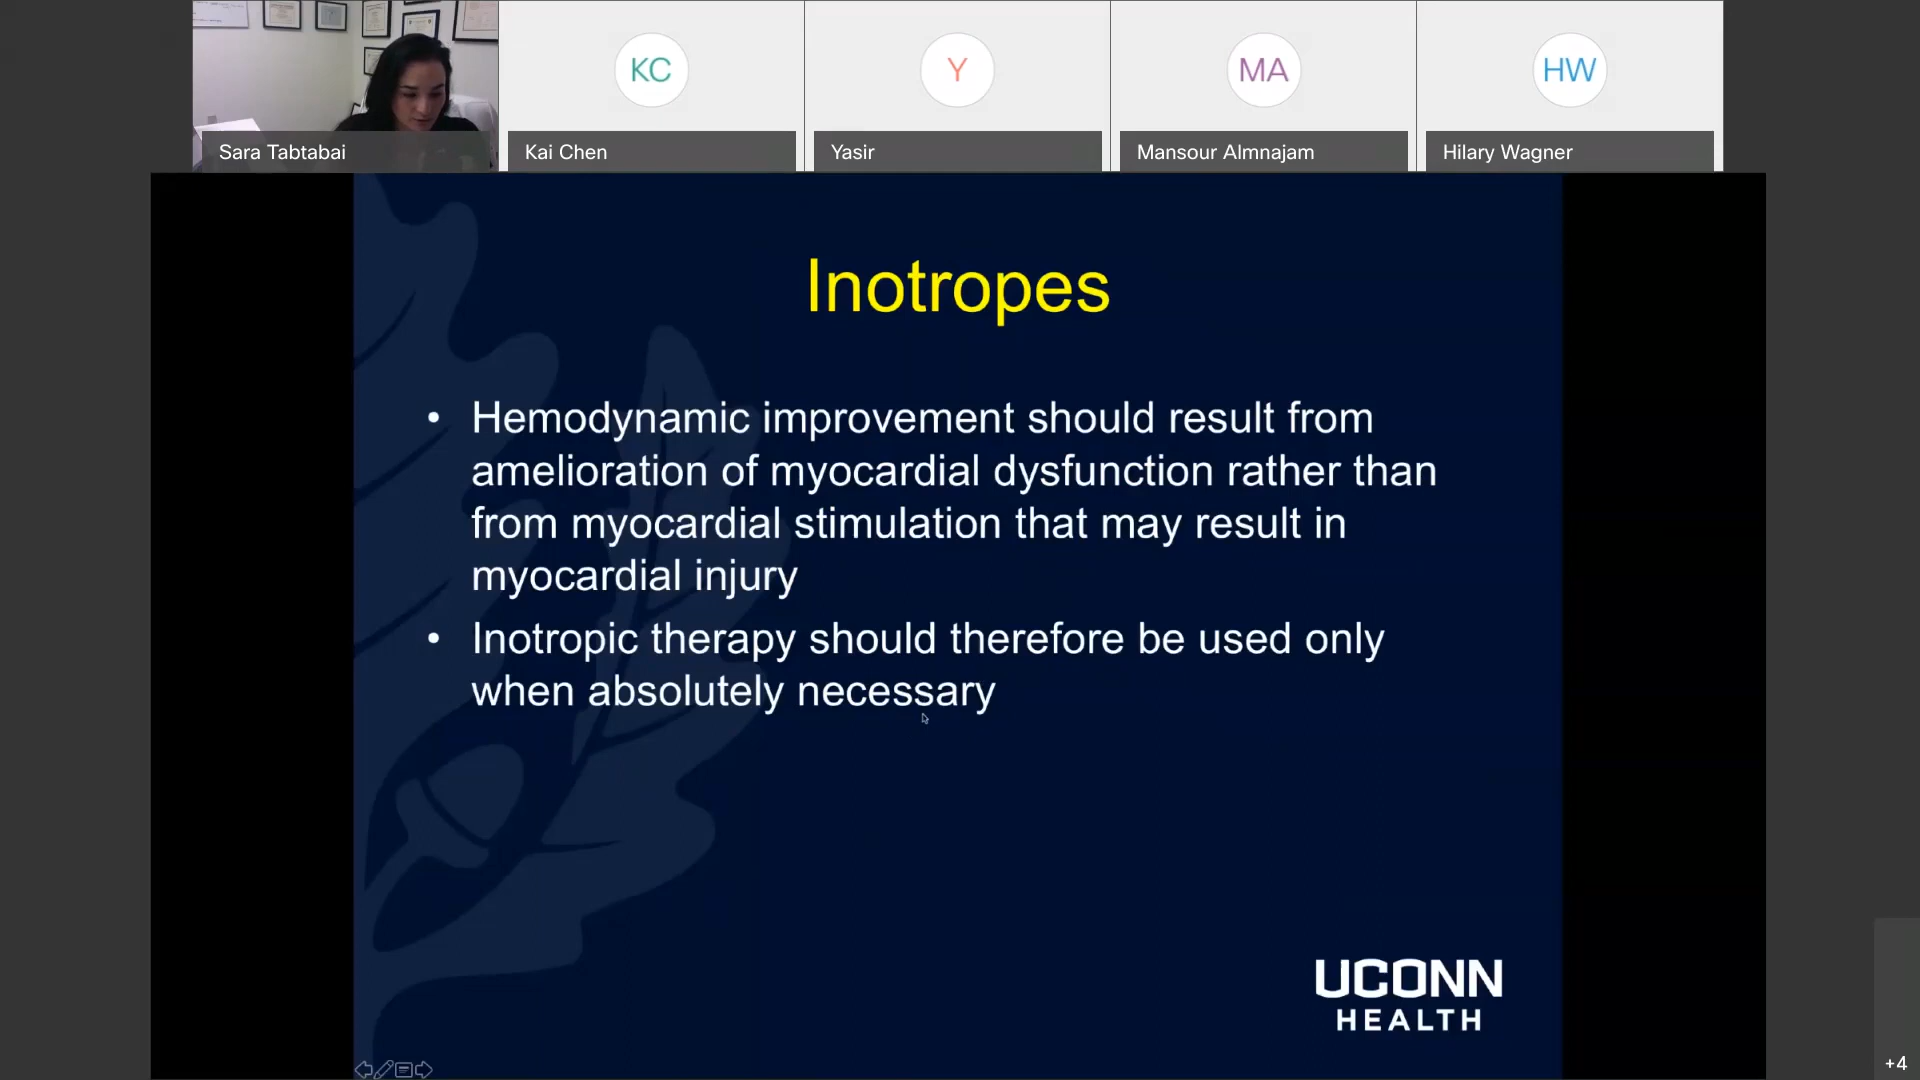 KC
Y
MA
HW
Sara Tabtabai
Kai Chen
Yasir
Mansour Almnajam
Hilary Wagner
Inotropes
• Hemodynamic improvement should result from
amelioration of myocardial dysfunction rather than
from myocardial stimulation that may result in
myocardial injury
• Inotropic therapy should therefore be used only
when absolutely necessary
UCONN
HEALTH
+4